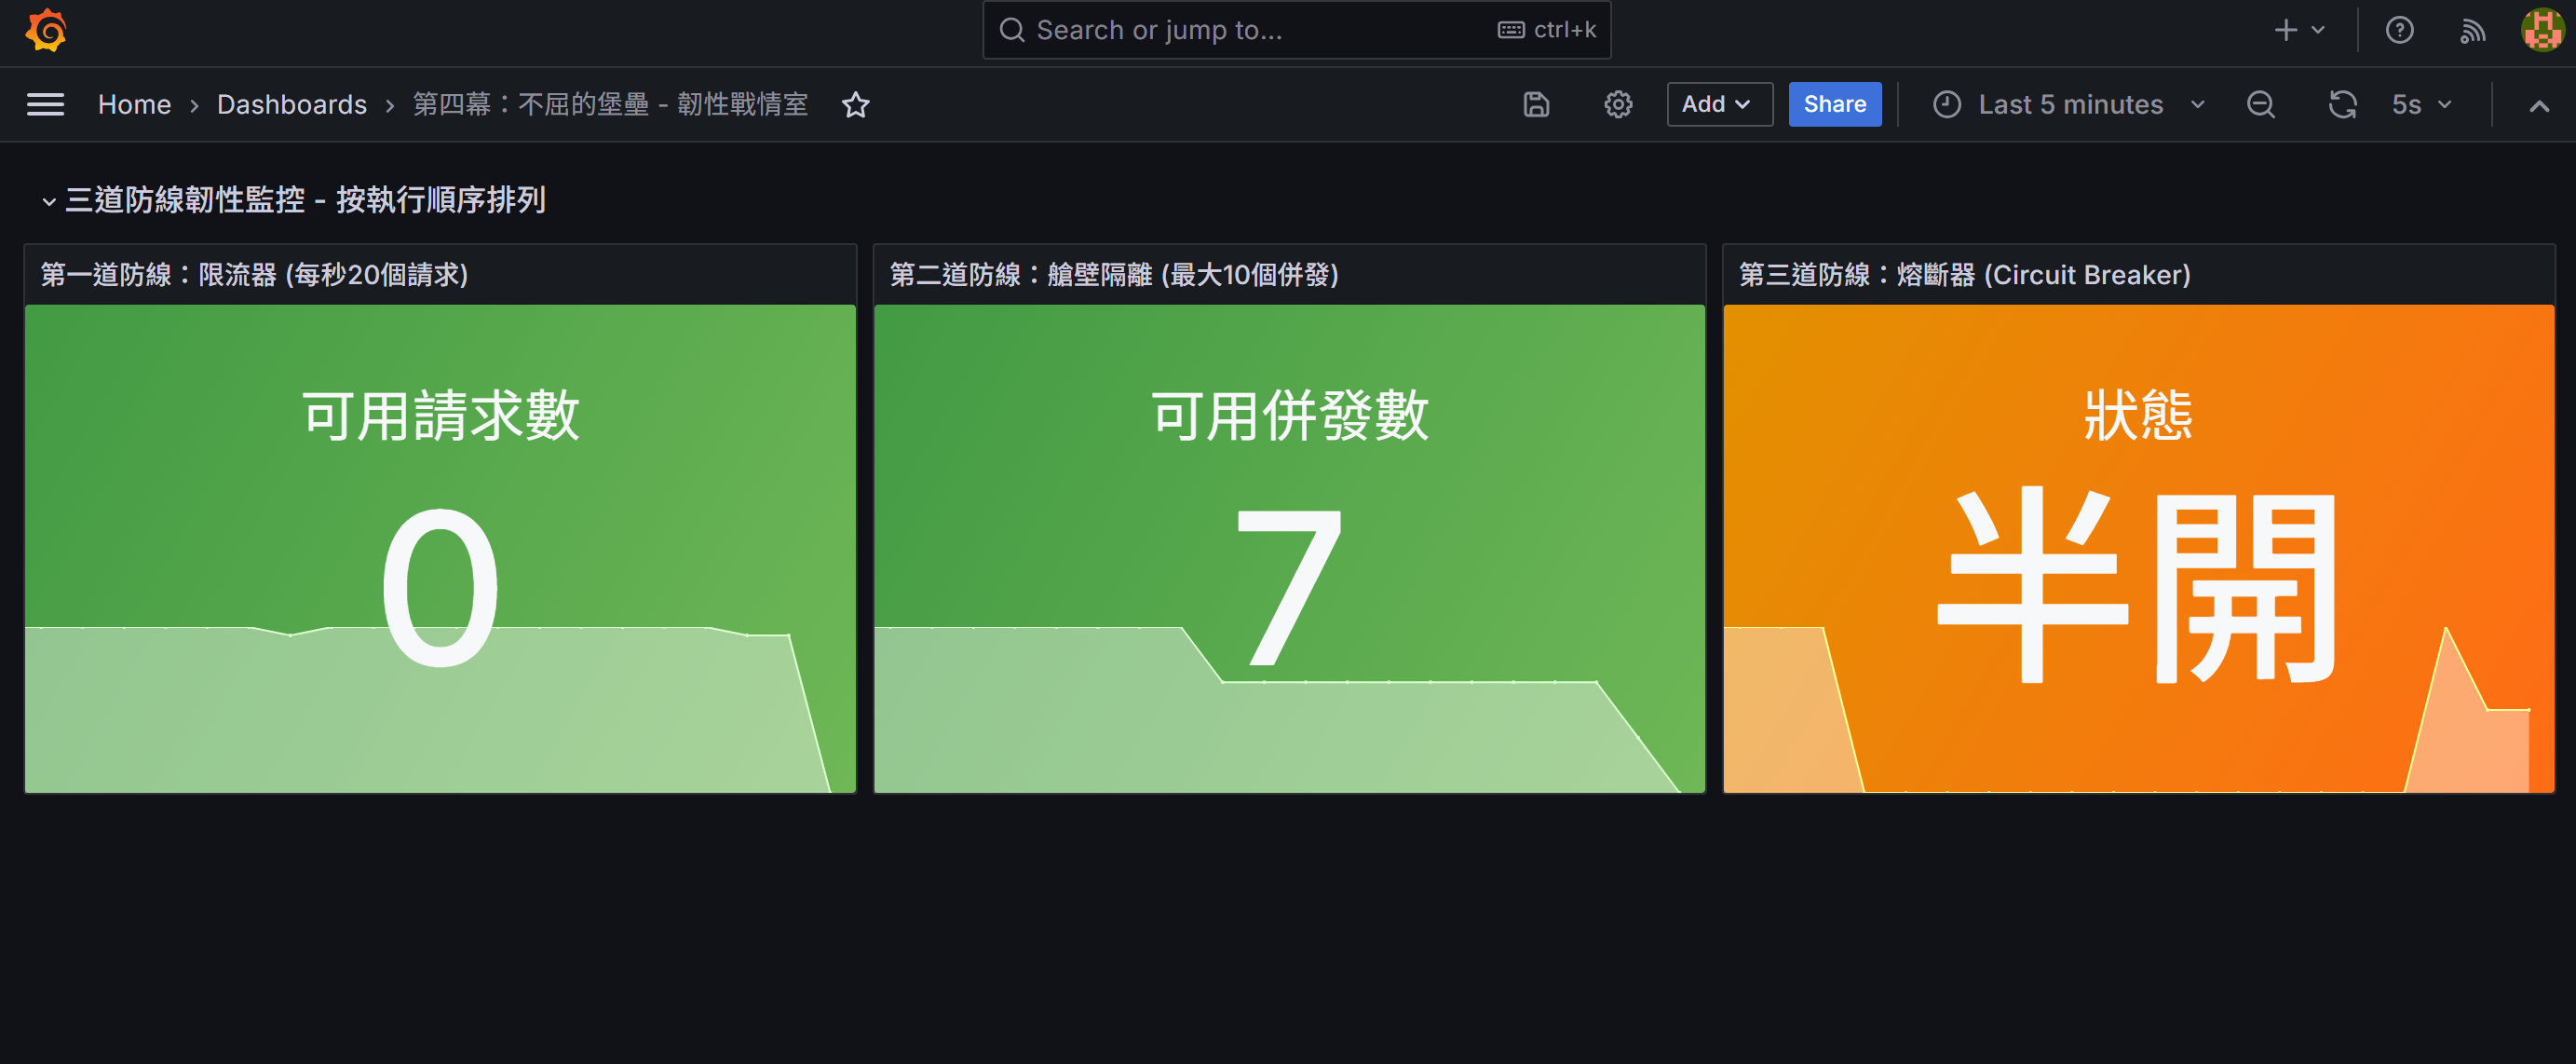 Search or jump to...
ctrl+k
Home › Dashboards › 第四幕：不屈的堡壘 - 韌性戰情室
Add
Share
Last 5 minutes
5s
三道防線韌性監控 - 按執行順序排列
第一道防線：限流器 (每秒20個請求)
可用請求數
0
第二道防線：艙壁隔離 (最大10個併發)
可用併發數
7
第三道防線：熔斷器 (Circuit Breaker)
狀態
半開